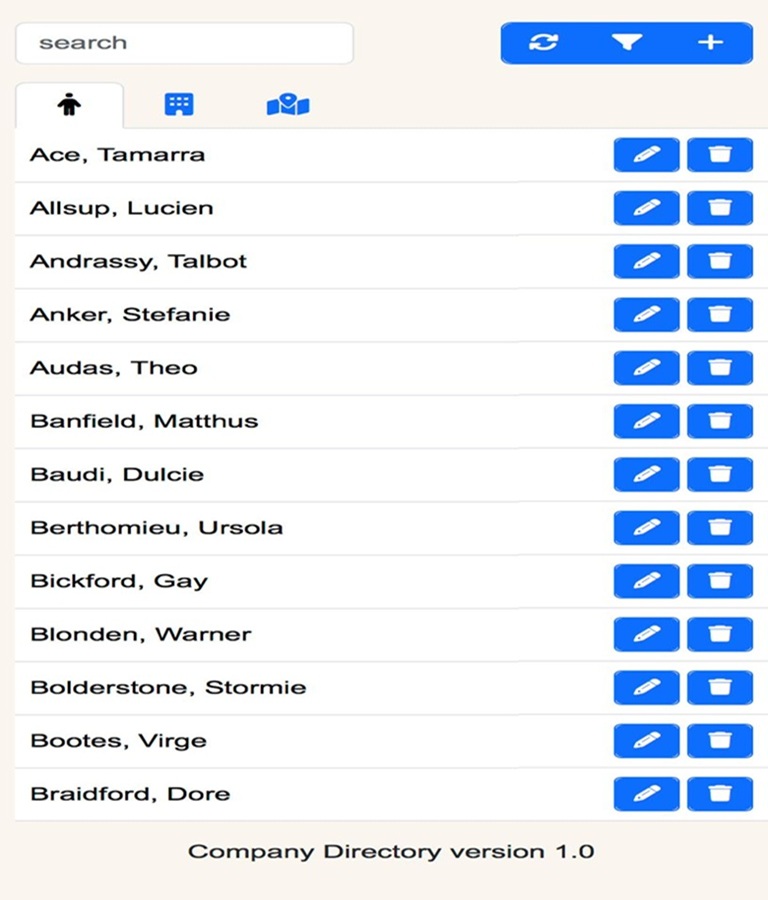 search
Ace, Tamarra
Allsup, Lucien
Andrassy, Talbot
Anker, Stefanie
Audas, Theo
Banfield, Matthus
Baudi, Dulcie
Berthomieu, Ursola
Bickford, Gay
Blonden, Warner
Bolderstone, Stormie
Bootes, Virge
Braidford, Dore
Company Directory version 1.0